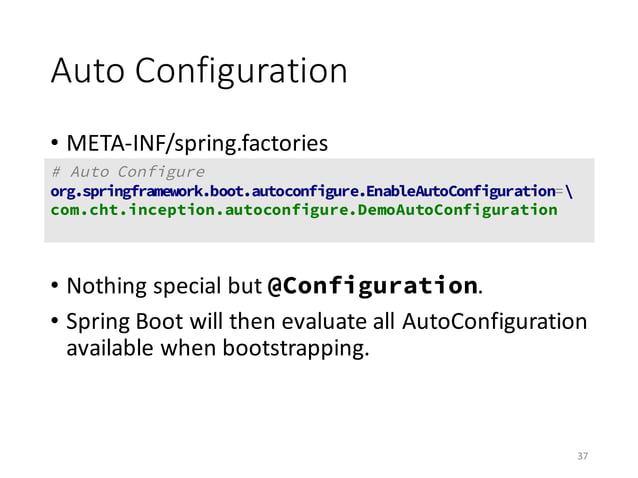 Auto Configuration
• META-INF/spring.factories
# Auto Configure
org.springframework.boot.autoconfigure.EnableAutoConfiguration=\
com.cht.inception.autoconfigure.DemoAutoConfiguration
• Nothing special but @Configuration.
• Spring Boot will then evaluate all AutoConfiguration
available when bootstrapping.
37